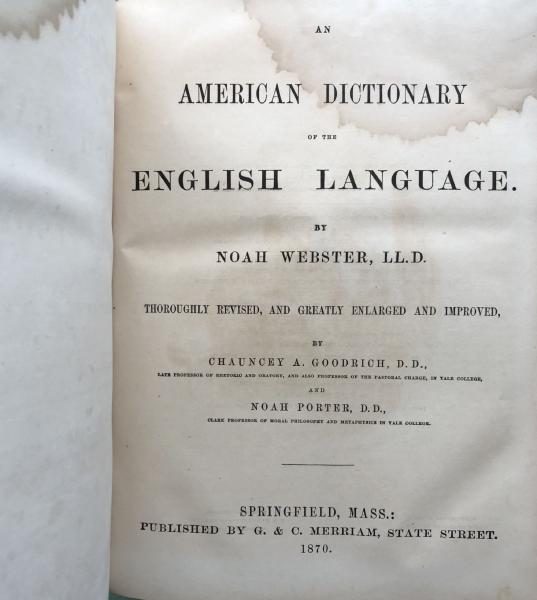 AN
AMERICAN DICTIONARY
OF THE
ENGLISH LANGUAGE.
BY
NOAH WEBSTER, LL.D.
THOROUGHLY REVISED, AND GREATLY ENLARGED AND IMPROVED,
BY
CHAUNCEY A. GOODRICH, D.D.,
LATE PROFESSOR OF RHETORIC AND ORATORY, AND ALSO PROFESSOR OF THE PASTORAL CHARGE, IN YALE COLLEGE,
AND
NOAH PORTER, D.D.,
CLARK PROFESSOR OF MORAL PHILOSOPHY AND METAPHYSICS IN YALE COLLEGE.
SPRINGFIELD, MASS.:
PUBLISHED BY G. & C. MERRIAM, STATE STREET.
1870.